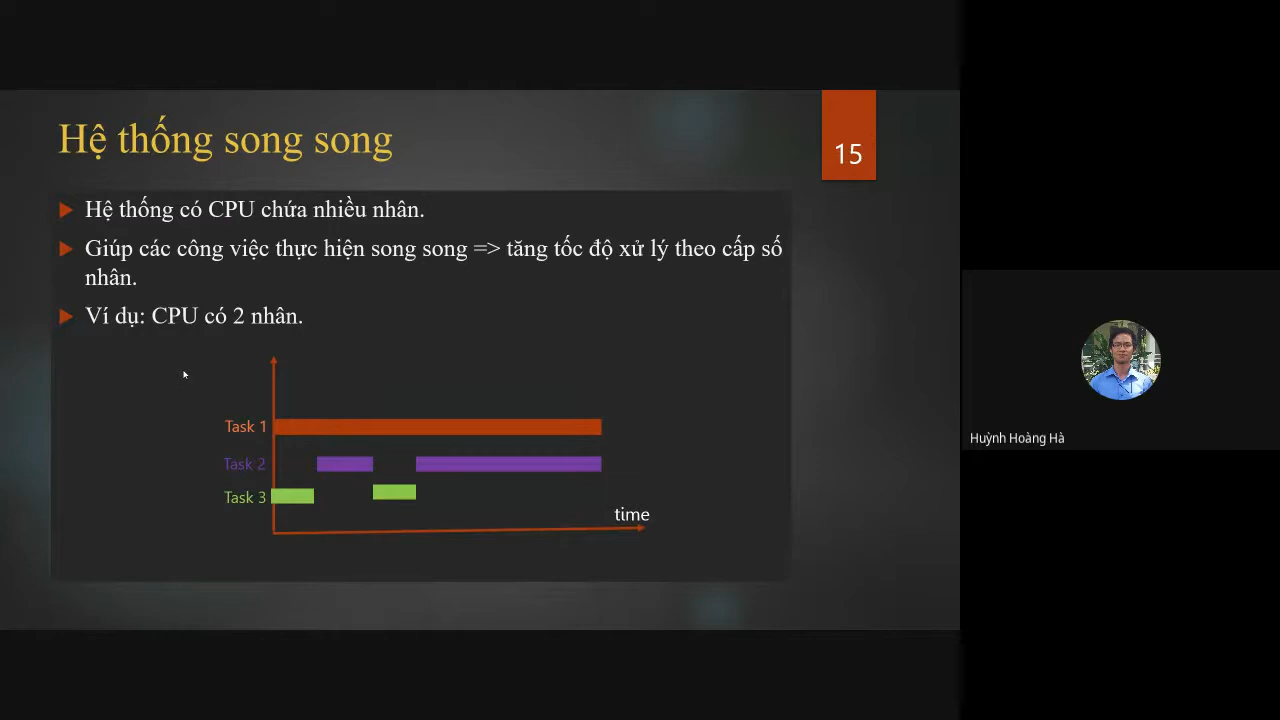 Hệ thống song song
15
Hệ thống có CPU chứa nhiều nhân.
Giúp các công việc thực hiện song song => tăng tốc độ xử lý theo cấp số
nhân.
Ví dụ: CPU có 2 nhân.
Task 1
Task 2
Task 3
time
Huỳnh Hoàng Hà